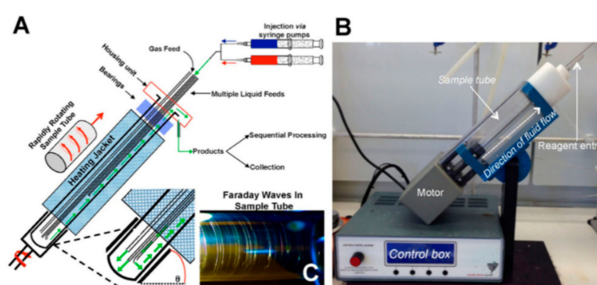 A
Injection via
syringe pumps
Gas Feed
Housing unit
Bearings
Multiple Liquid Feeds
Rapidly Rotating
Sample Tube
Products
Sequential Processing
Collection
Heating Jacket
Faraday Waves In
Sample Tube
θ
C
B
Sample tube
Direction of fluid flow
Reagent entry
Motor
Control box